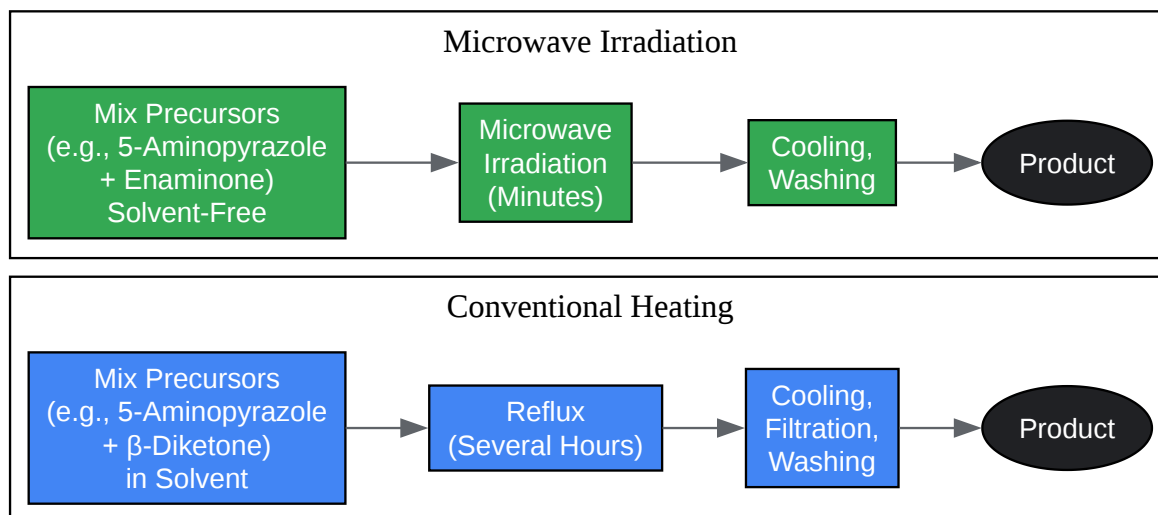 Microwave Irradiation
Mix Precursors
(e.g., 5-Aminopyrazole
+ Enaminone)
Solvent-Free
Microwave
Irradiation
(Minutes)
Cooling,
Washing
Product
Conventional Heating
Mix Precursors
(e.g., 5-Aminopyrazole
+ β-Diketone)
in Solvent
Reflux
(Several Hours)
Cooling,
Filtration,
Washing
Product